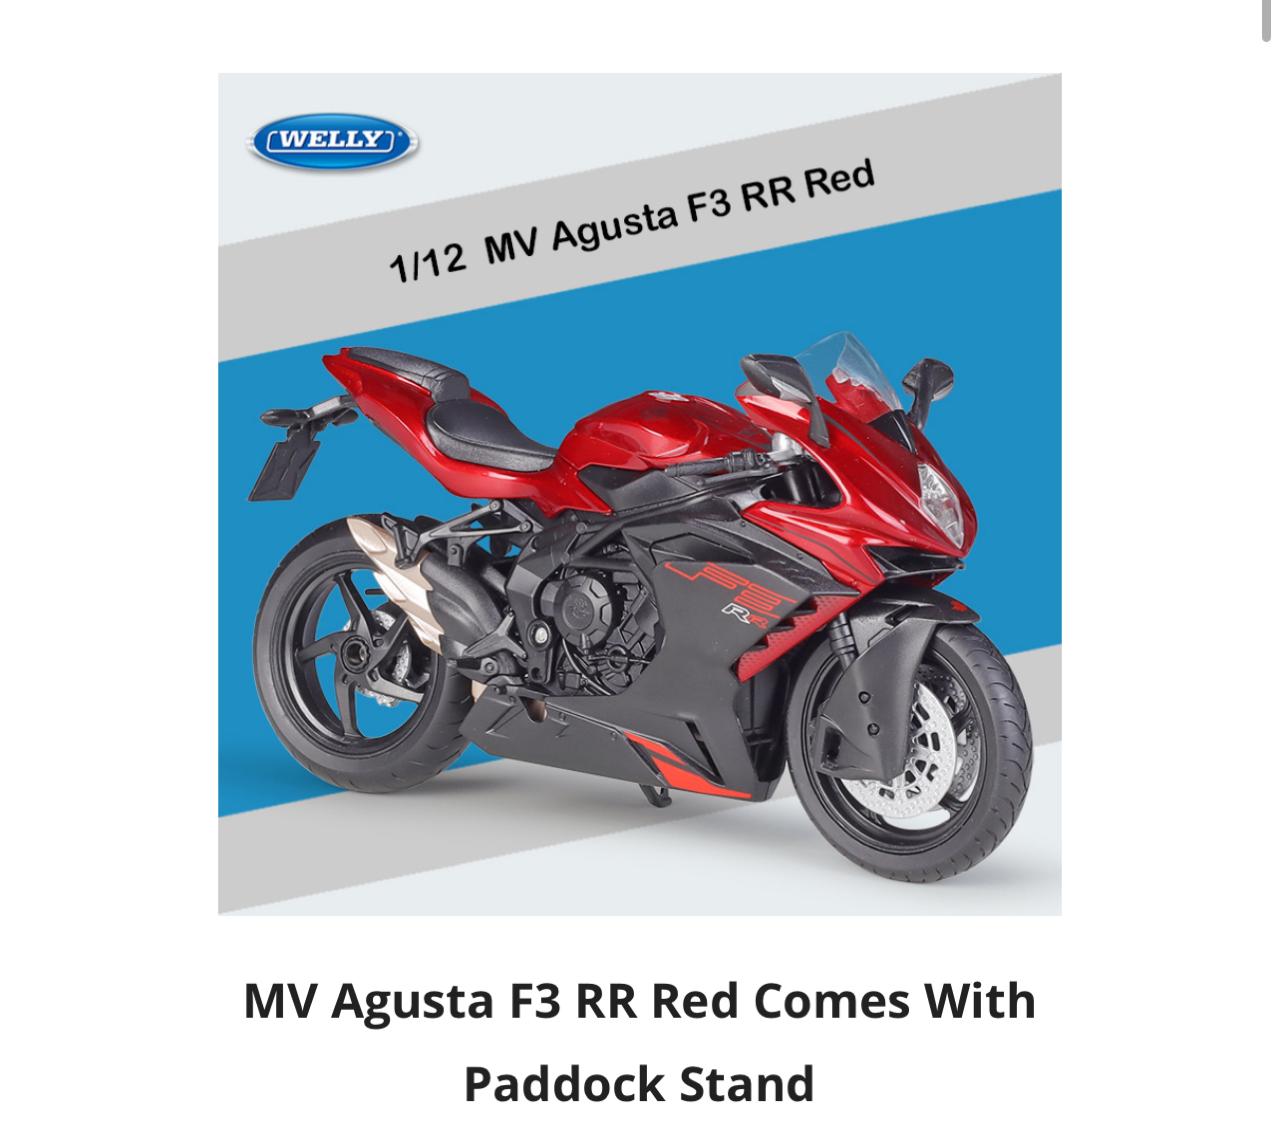 WELLY
1/12 MV Agusta F3 RR Red
F3
RR
MV Agusta F3 RR Red Comes With
Paddock Stand